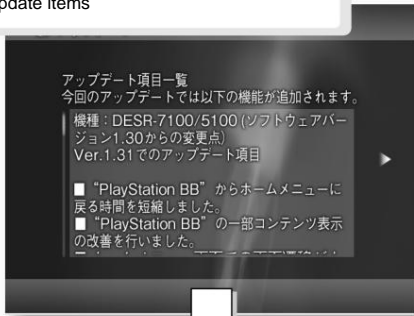 pdate items
アップデート項目一覧
今回のアップデートでは以下の機能が追加されます。
機種：DESR-7100/5100 (ソフトウェアバー
ジョン1.30からの変更点)
Ver.1.31でのアップデート項目
■ “PlayStation BB” からホームメニューに
戻る時間を短縮しました。
■ “PlayStation BB” の一部コンテンツ表示
の改善を行いました。